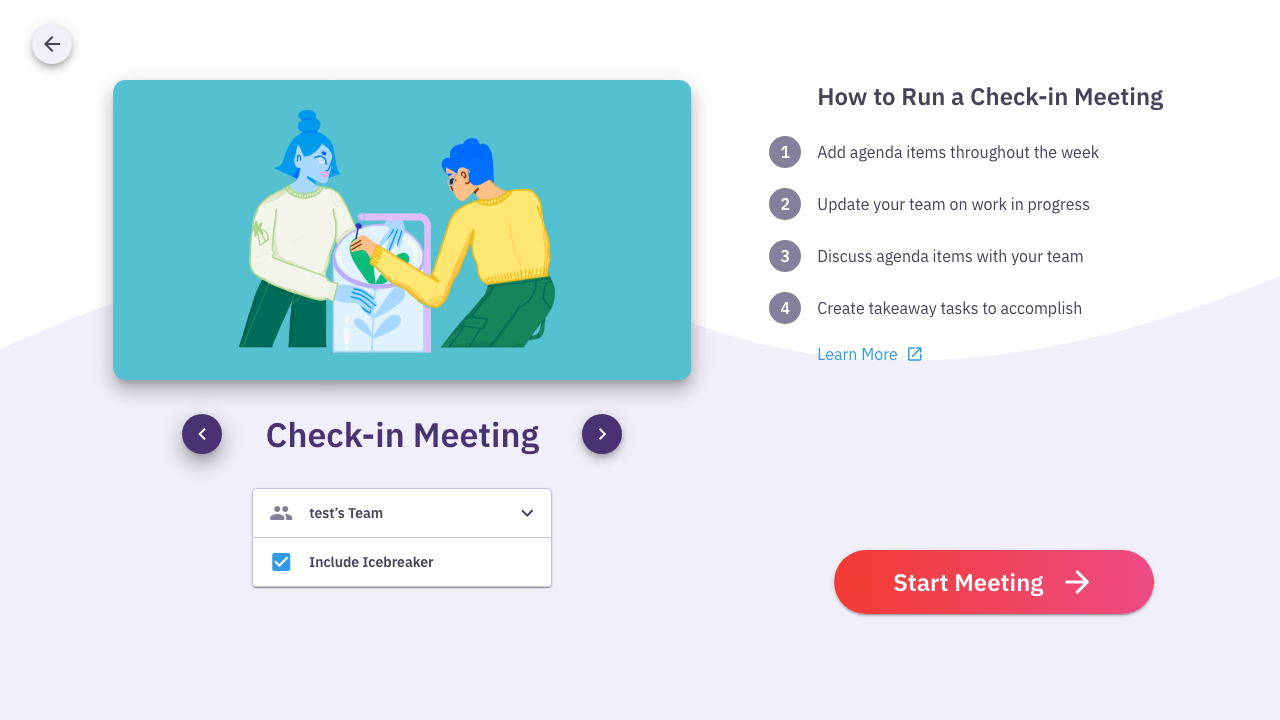 How to Run a Check-in Meeting
1 Add agenda items throughout the week
2 Update your team on work in progress
3 Discuss agenda items with your team
4 Create takeaway tasks to accomplish
Learn More
Check-in Meeting
test’s Team
Include Icebreaker
Start Meeting